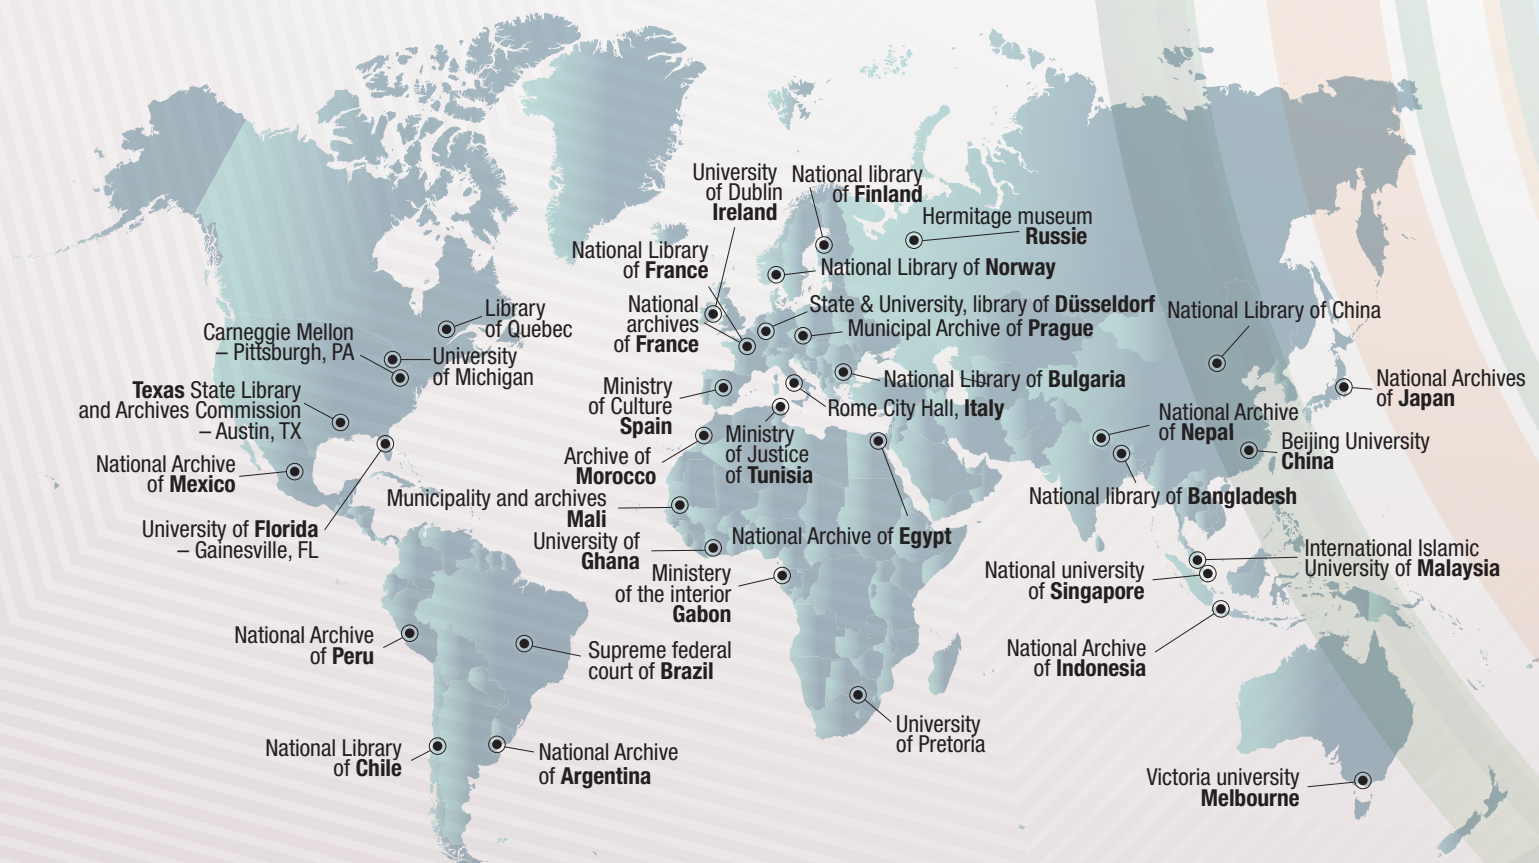 University
of Dublin
Ireland
National library
of Finland
Hermitage museum
Russie
National Library
of France
National Library of Norway
National
archives
of France
State & University, library of Düsseldorf
Municipal Archive of Prague
National Library of China
Library
of Quebec
Carneggie Mellon
– Pittsburgh, PA
University
of Michigan
Texas State Library
and Archives Commission
– Austin, TX
National Library of Bulgaria
Ministry
of Culture
Spain
Rome City Hall, Italy
National Archives
of Japan
National Archive
of Nepal
Beijing University
China
Ministry
of Justice
of Tunisia
Archive of
Morocco
National Archive
of Mexico
Municipality and archives
Mali
National library of Bangladesh
University of Florida
– Gainesville, FL
University of
Ghana
National Archive of Egypt
International Islamic
University of Malaysia
Ministery
of the interior
Gabon
National university
of Singapore
National Archive
of Peru
Supreme federal
court of Brazil
National Archive
of Indonesia
University
of Pretoria
National Library
of Chile
National Archive
of Argentina
Victoria university
Melbourne